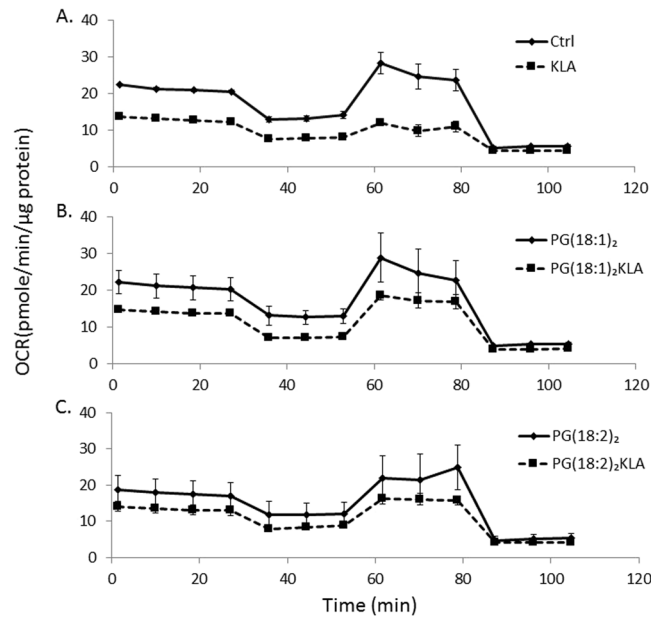 A.
40
30
20
10
0
0 20 40 60 80 100 120
Ctrl
KLA
B.
40
30
20
10
0
0 20 40 60 80 100 120
PG(18:1)₂
PG(18:1)₂KLA
C.
40
30
20
10
0
0 20 40 60 80 100 120
PG(18:2)₂
PG(18:2)₂KLA
OCR(pmole/min/µg protein)
Time (min)